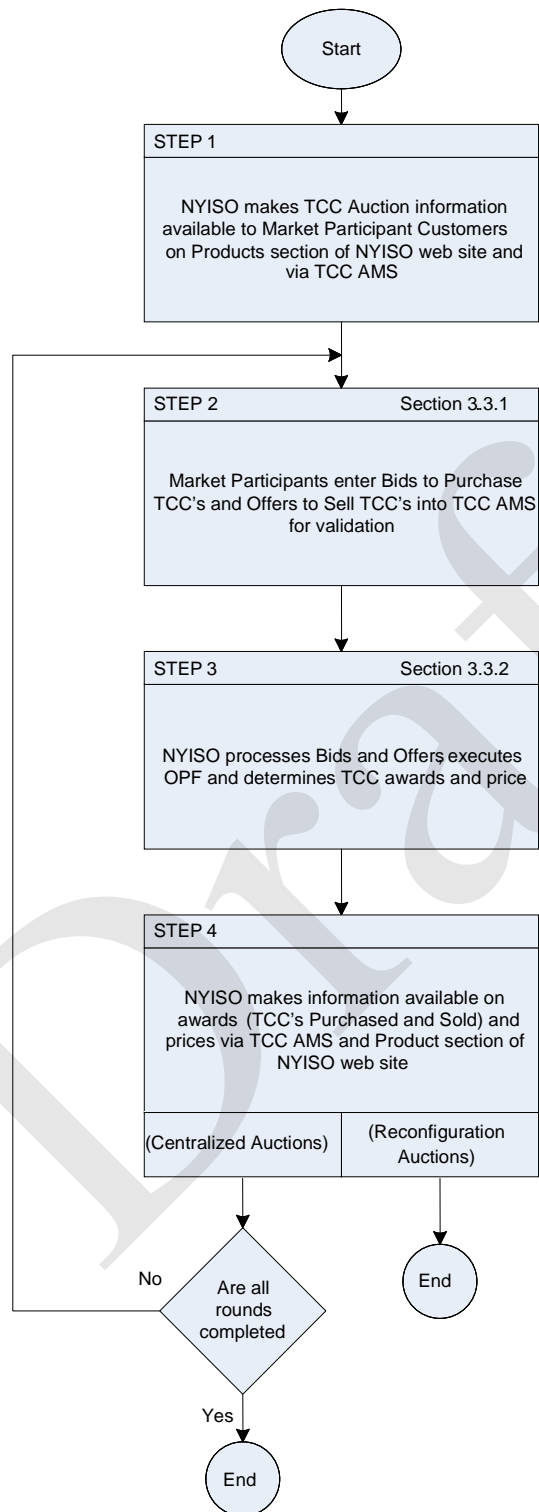 Start
STEP 1
NYISO makes TCC Auction information
available to Market Participant Customers
on Products section of NYISO web site and
via TCC AMS
STEP 2 Section 3.3.1
Market Participants enter Bids to Purchase
TCC's and Offers to Sell TCC's into TCC AMS
for validation
STEP 3 Section 3.3.2
NYISO processes Bids and Offers, executes
OPF and determines TCC awards and price
STEP 4
NYISO makes information available on
awards (TCC's Purchased and Sold) and
prices via TCC AMS and Product section of
NYISO web site
(Centralized Auctions)
(Reconfiguration
Auctions)
No
Are all
rounds
completed
End
Yes
End
Draf